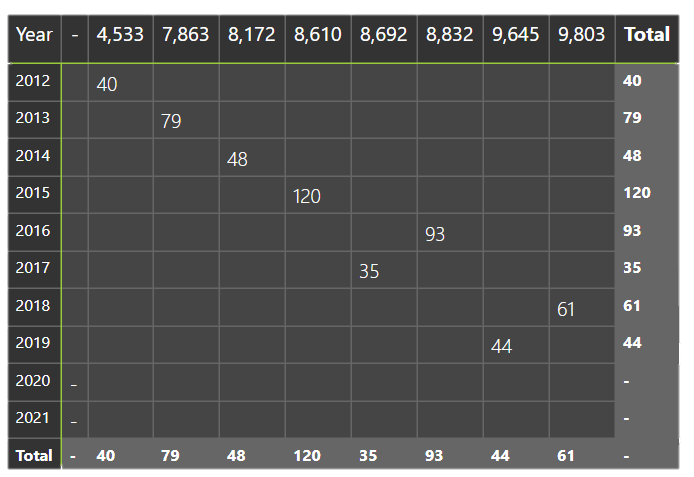 Year - 4,533 7,863 8,172 8,610 8,692 8,832 9,645 9,803 Total
2012 40 40
2013 79 79
2014 48 48
2015 120 120
2016 93 93
2017 35 35
2018 61 61
2019 44 44
2020 - -
2021 - -
Total - 40 79 48 120 35 93 44 61 -